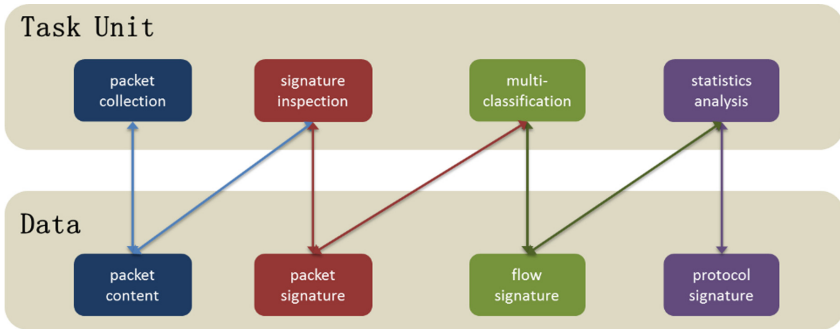 Task Unit
packet
collection
signature
inspection
multi-
classification
statistics
analysis
Data
packet
content
packet
signature
flow
signature
protocol
signature